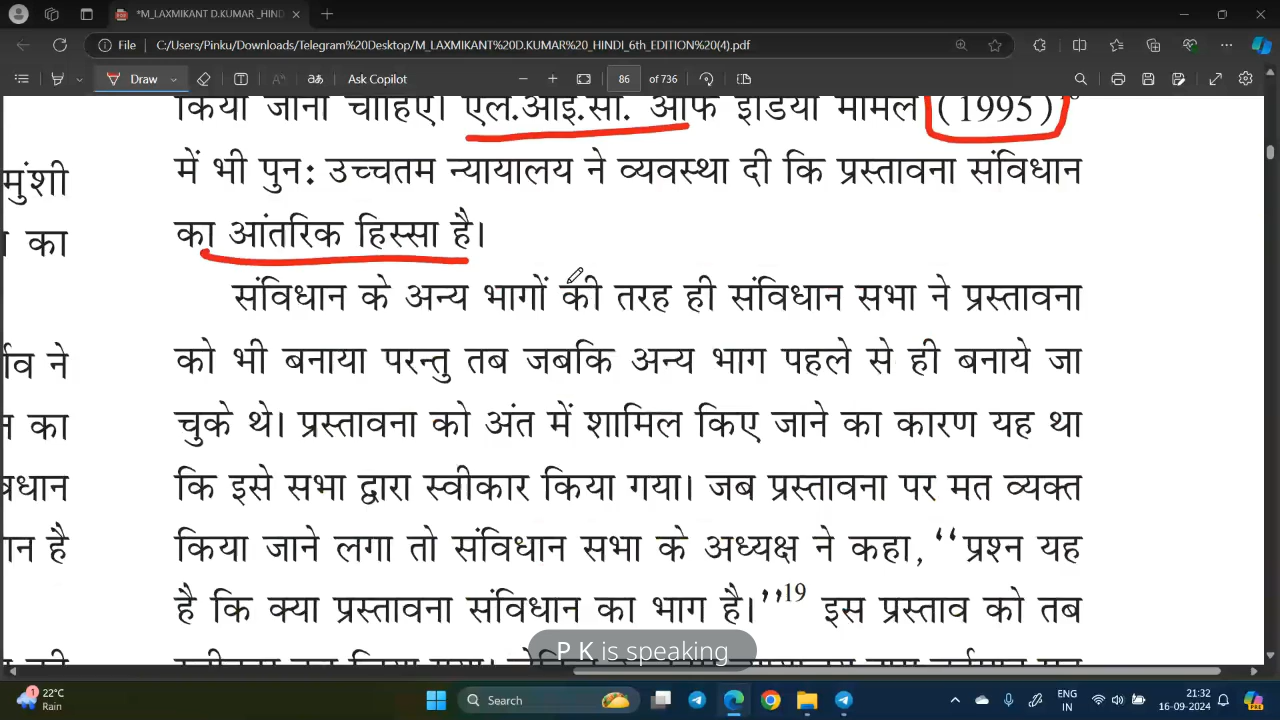 *M_LAXMIKANT D.KUMAR _HINDI
File C:/Users/Pinku/Downloads/Telegram%20Desktop/M_LAXMIKANT%20D.KUMAR%20_HINDI_6th_EDITION%20(4).pdf
Draw Ask Copilot 86 of 736
किया जाना चाहिए। एल.आई.सी. ऑफ इंडिया मामले (1995)
में भी पुनः उच्चतम न्यायालय ने व्यवस्था दी कि प्रस्तावना संविधान
का आंतरिक हिस्सा है।
संविधान के अन्य भागों की तरह ही संविधान सभा ने प्रस्तावना
को भी बनाया परन्तु तब जबकि अन्य भाग पहले से ही बनाये जा
चुके थे। प्रस्तावना को अंत में शामिल किए जाने का कारण यह था
कि इसे सभा द्वारा स्वीकार किया गया। जब प्रस्तावना पर मत व्यक्त
किया जाने लगा तो संविधान सभा के अध्यक्ष ने कहा, ‘‘प्रश्न यह
है कि क्या प्रस्तावना संविधान का भाग है।’’19 इस प्रस्ताव को तब
मुंशी
का
ने
का
है
P K is speaking
22°C
Rain
Search
ENG
IN
21:32
16-09-2024